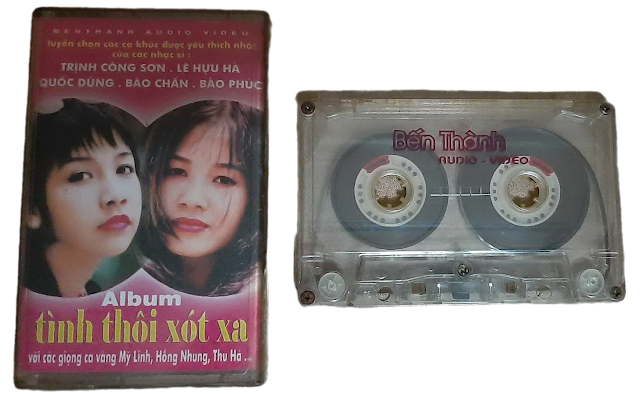 BENTHANH AUDIO VIDEO
tuyển chọn các ca khúc được yêu thích nhất
của các nhạc sĩ :
TRỊNH CÔNG SƠN . LÊ HỰU HÀ
QUỐC DŨNG . BẢO CHẤN . BẢO PHÚC
Album
tình thôi xót xa
với các giọng ca vàng Mỹ Linh, Hồng Nhung, Thu Hà ...
Bến Thành
AUDIO - VIDEO